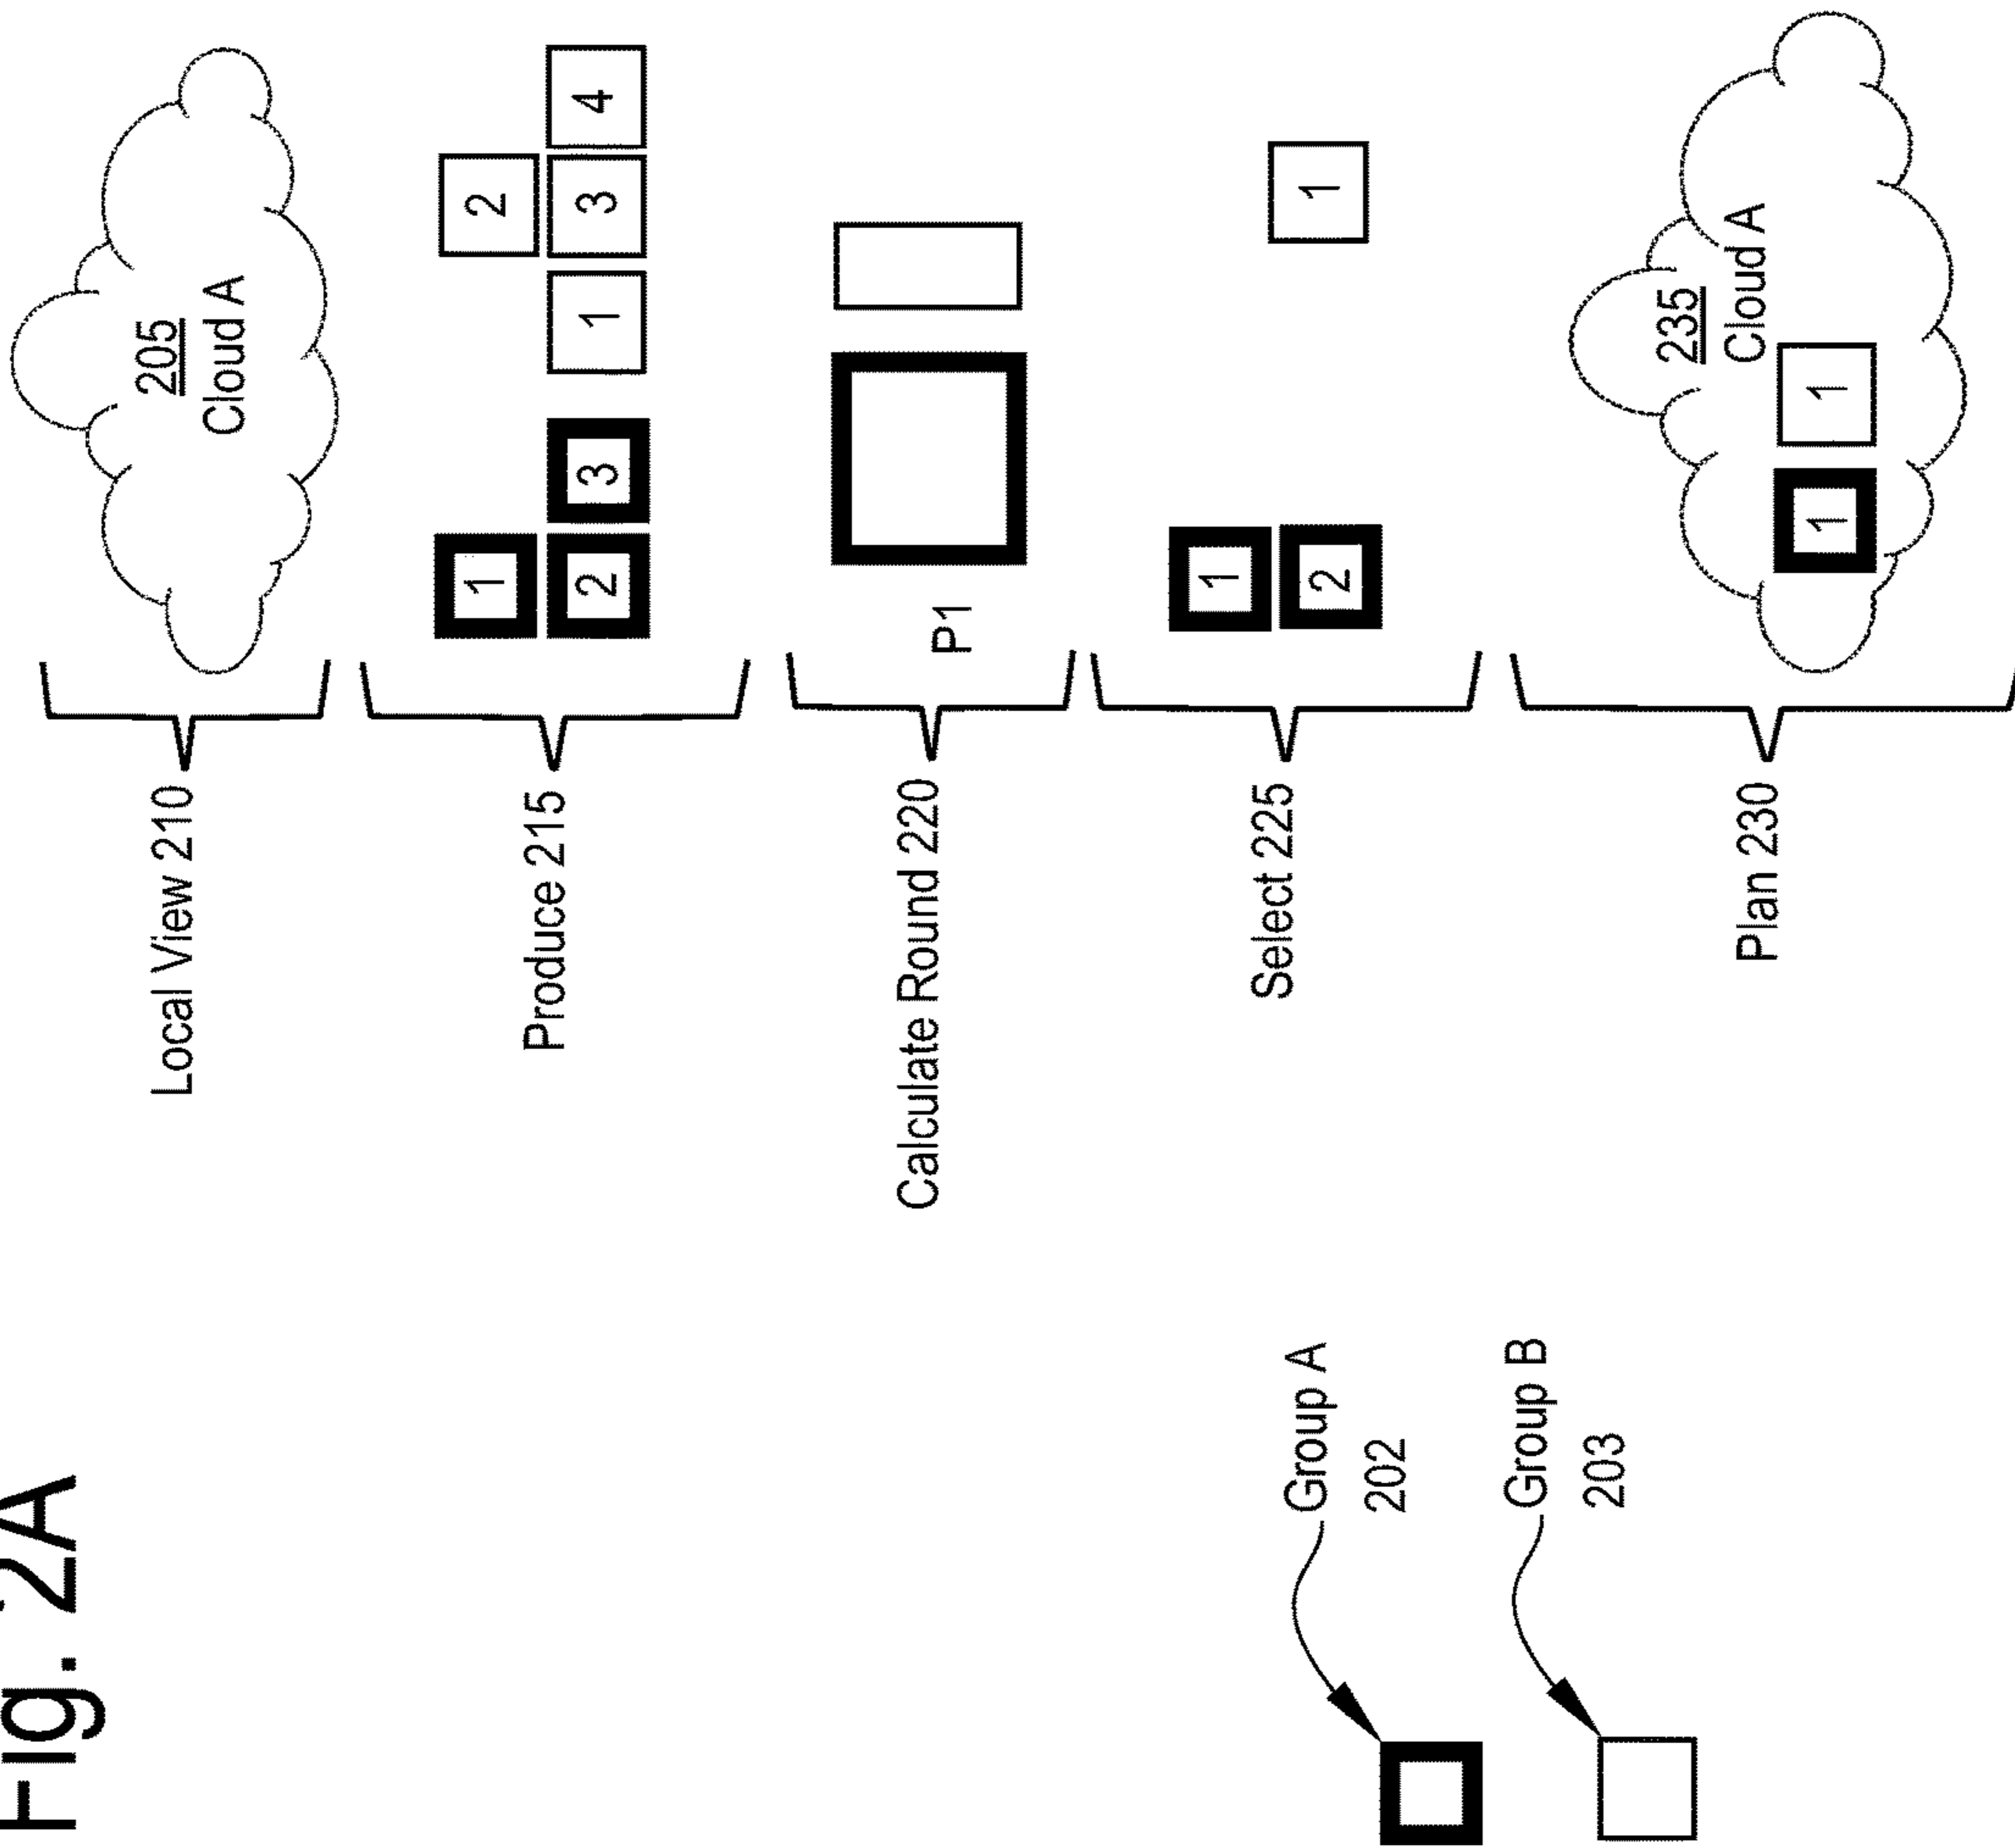 Fig. 2A
Local View 210
205
Cloud A
Produce 215
1
2
2 3 1 3 4
Calculate Round 220
P1
Select 225
1
2
1
Group A
202
Group B
203
Plan 230
235
Cloud A
1 1